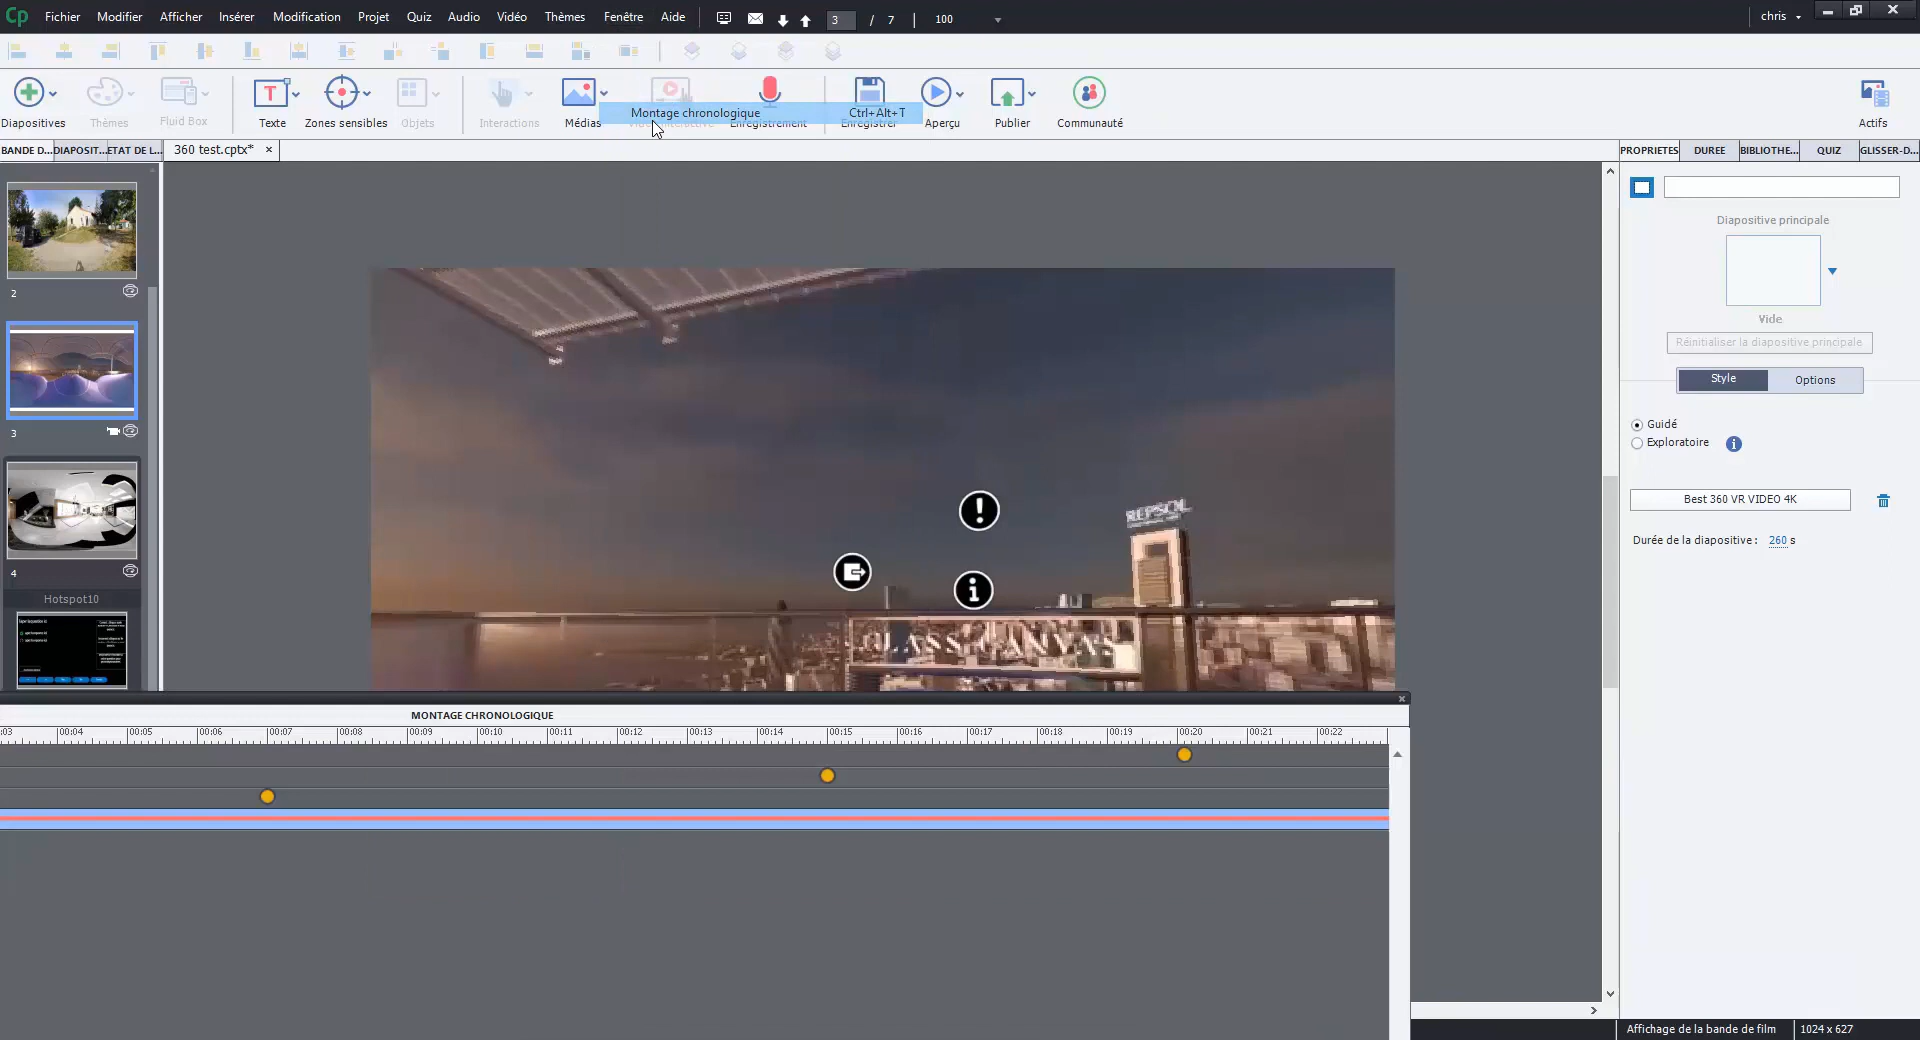 Cp Fichier Modifier Afficher Insérer Modification Projet Quiz Audio Vidéo Thèmes Fenêtre Aide 3 / 7 | 100 chris
Montage chronologique Ctrl+Alt+T
Diapositives Thèmes Fluid Box Texte Zones sensibles Objets Interactions Médias Enregistrement Enregistrer Aperçu Publier Communauté Actifs
BANDE D... DIAPOSIT... ETAT DE L... 360 test.cptx* × PROPRIETES DUREE BIBLIOTHE... QUIZ GLISSER-D...
Diapositive principale
2
Vide
Réinitialiser la diapositive principale
Style Options
3
Guidé
Exploratoire
Best 360 VR VIDEO 4K
REPSOL
Durée de la diapositive : 260 s
4
Hotspot10
GLASS CANVAS
MONTAGE CHRONOLOGIQUE
:03 00:04 00:05 00:06 00:07 00:08 00:09 00:10 00:11 00:12 00:13 00:14 00:15 00:16 00:17 00:18 00:19 00:20 00:21 00:22
Affichage de la bande de film 1024 x 627